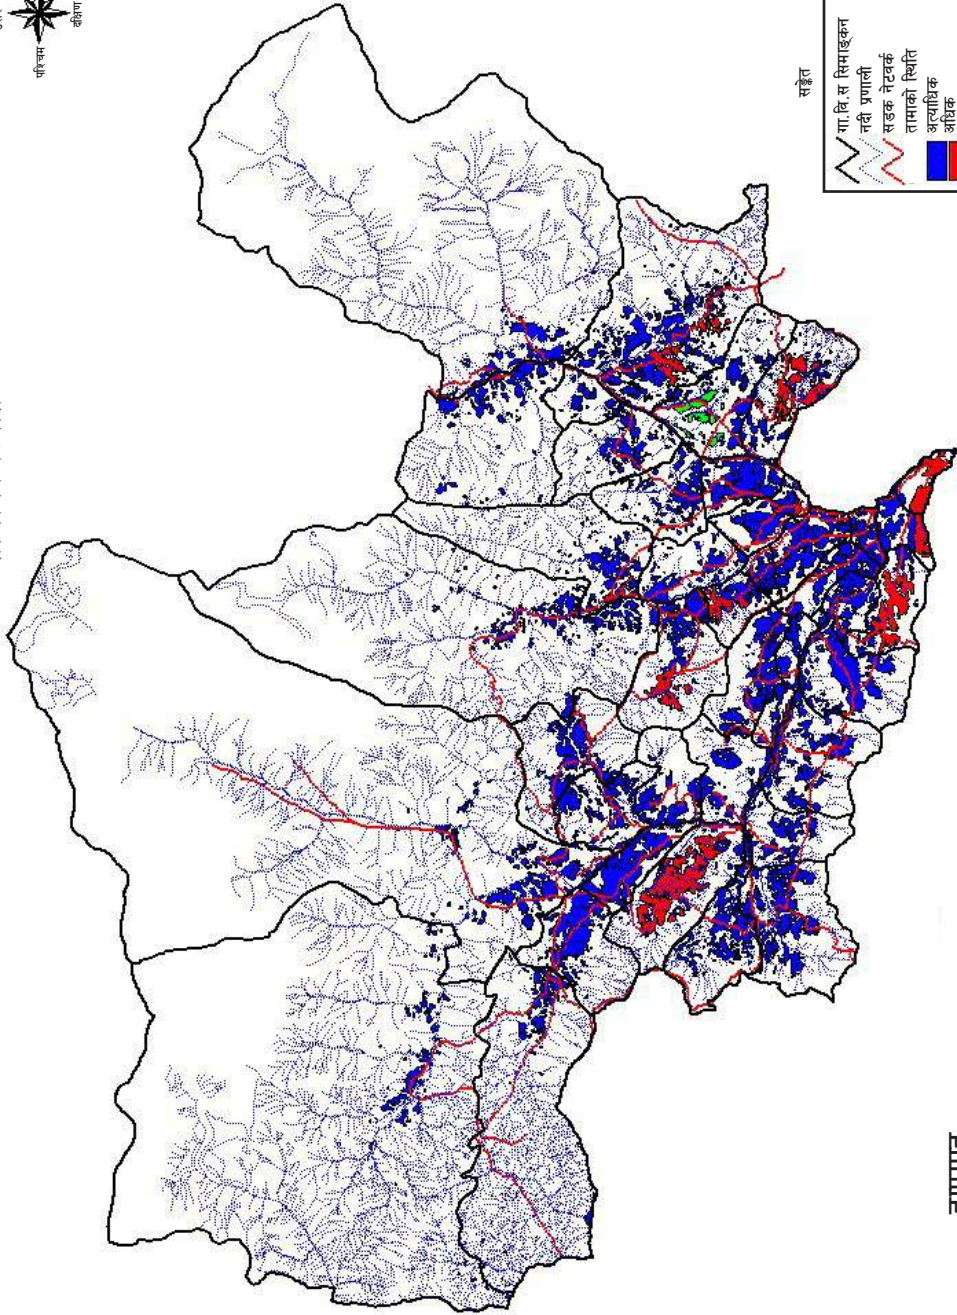 पश्चिम
दक्षिण
सङ्केत
गा.वि.स सिमाङ्कन
नदी प्रणाली
सडक नेटवर्क
तामाको स्थिति
अत्याधिक
अधिक